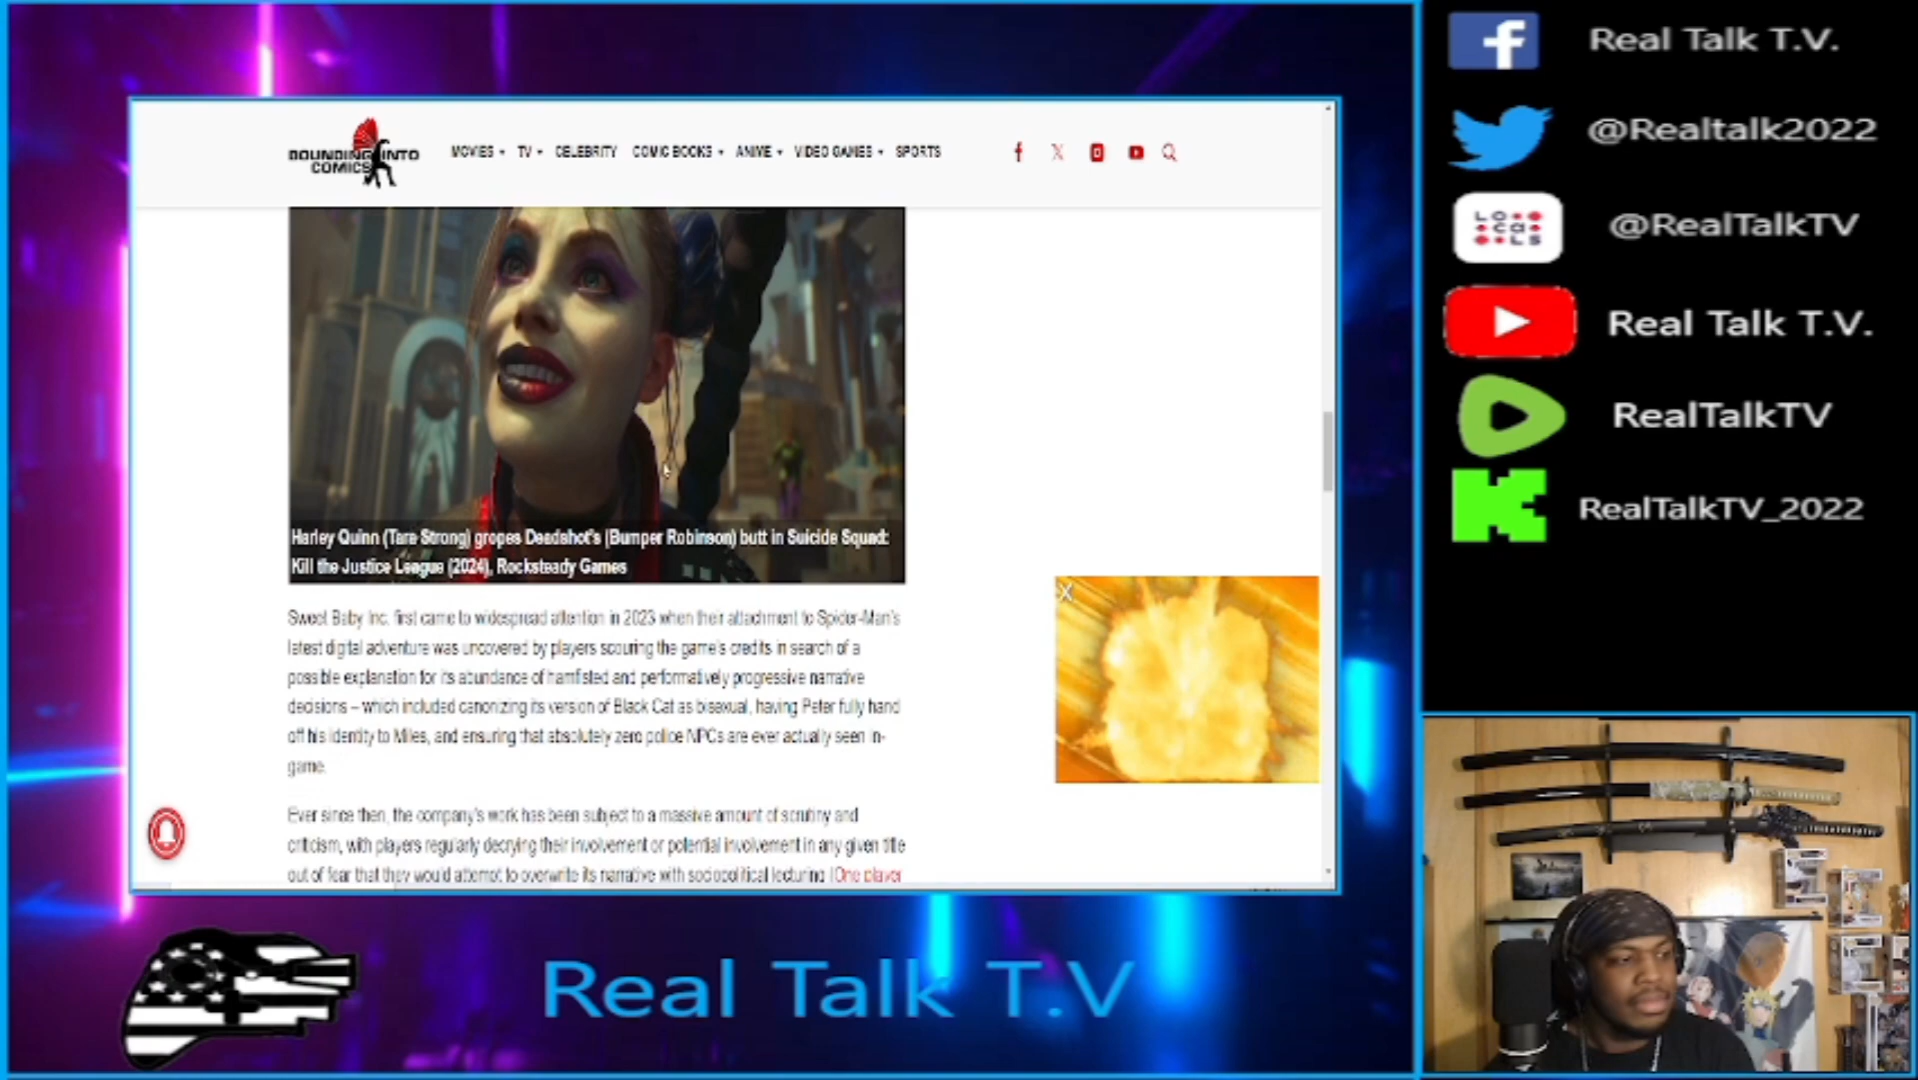 BOUNDING INTO
COMICS
MOVIES TV CELEBRITY COMIC BOOKS ANIME VIDEO GAMES SPORTS
Harley Quinn (Tara Strong) gropes Deadshot's (Bumper Robinson) butt in Suicide Squad:
Kill the Justice League (2024), Rocksteady Games
Sweet Baby Inc. first came to widespread attention in 2023 when their attachment to Spider-Man's
latest digital adventure was uncovered by players scouring the game's credits in search of a
possible explanation for its abundance of hamfisted and performatively progressive narrative
decisions – which included canonizing its version of Black Cat as bisexual, having Peter fully hand
off his identity to Miles, and ensuring that absolutely zero police NPCs are ever actually seen in-
game.
Ever since then, the company's work has been subject to a massive amount of scrutiny and
criticism, with players regularly decrying their involvement or potential involvement in any given title
out of fear that they would attempt to overwrite its narrative with sociopolitical lecturing (One player
X
Real Talk T.V
Real Talk T.V.
@Realtalk2022
LO
Ca
LS
@RealTalkTV
Real Talk T.V.
RealTalkTV
K
RealTalkTV_2022